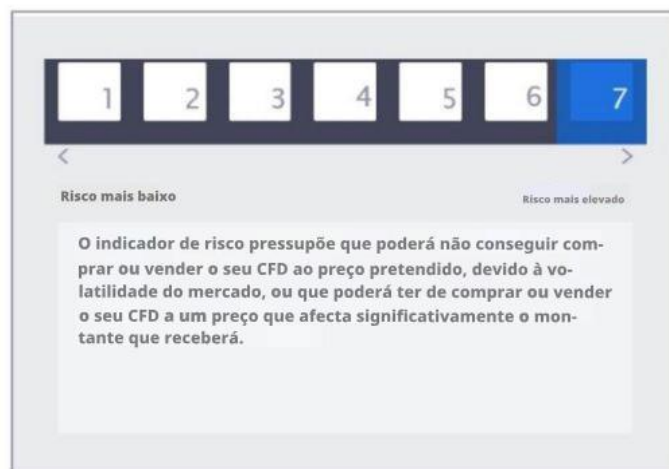 1 2 3 4 5 6 7
< >
Risco mais baixo Risco mais elevado
O indicador de risco pressupõe que poderá não conseguir com-
prar ou vender o seu CFD ao preço pretendido, devido à vo-
latilidade do mercado, ou que poderá ter de comprar ou vender
o seu CFD a um preço que afecta significativamente o mon-
tante que receberá.